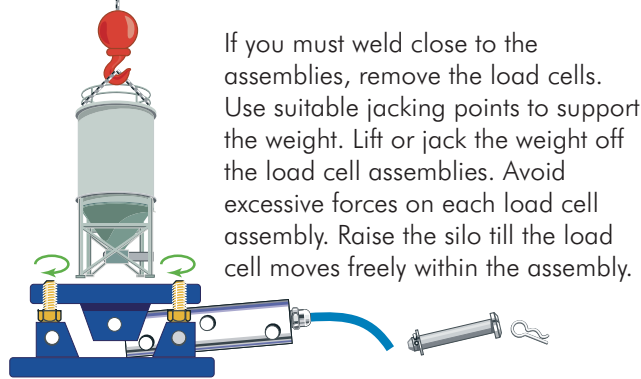 If you must weld close to the
assemblies, remove the load cells.
Use suitable jacking points to support
the weight. Lift or jack the weight off
the load cell assemblies. Avoid
excessive forces on each load cell
assembly. Raise the silo till the load
cell moves freely within the assembly.